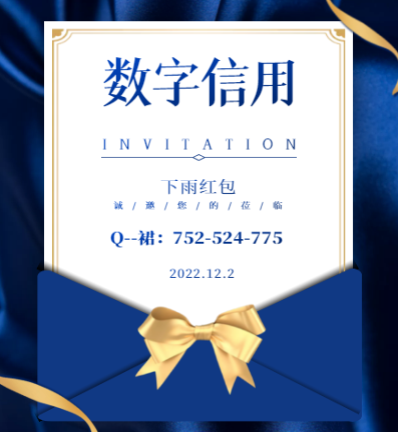 数字信用
INVITATION
下雨红包
诚 / 邀 / 您 / 的 / 莅 / 临
Q--裙：752-524-775
2022.12.2